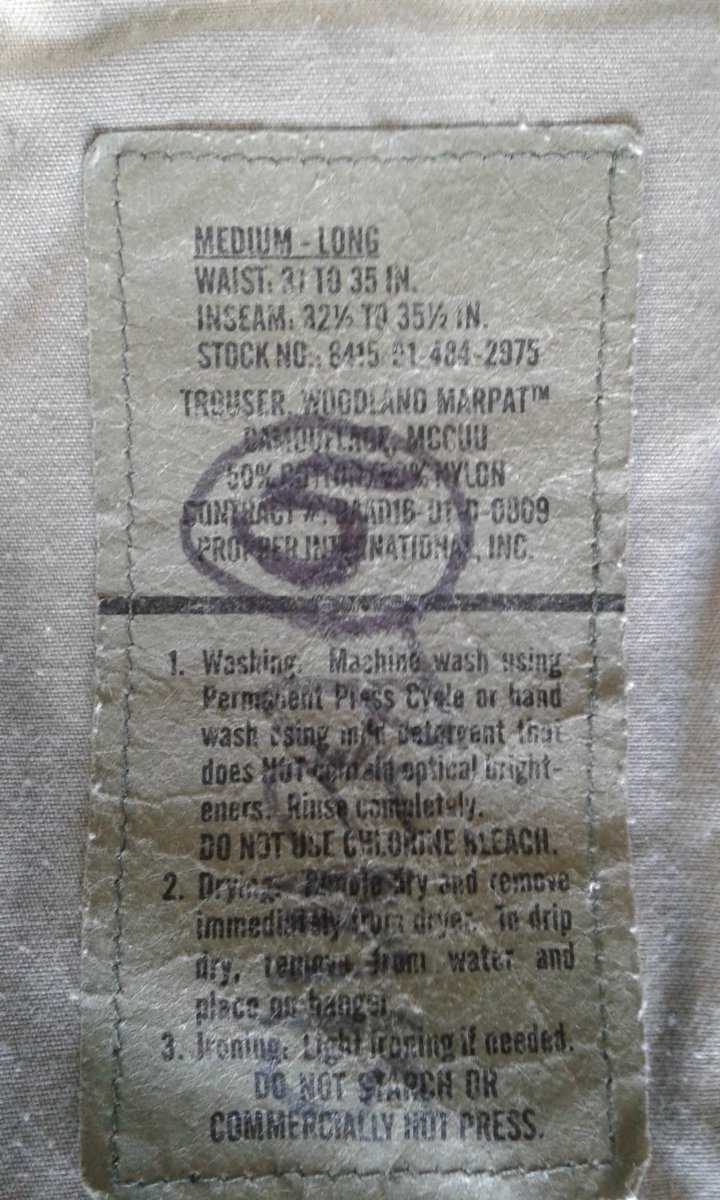 MEDIUM - LONG
WAIST: 31 TO 35 IN.
INSEAM: 32½ TO 35½ IN.
STOCK NO.: 8415-01-484-2975
TROUSER, WOODLAND MARPAT™
CAMOUFLAGE, MCCUU
50% COTTON/50% NYLON
CONTRACT #:
PROPPER INTERNATIONAL, INC.
5
1. Washing: Machine wash using
Permanent Press Cycle or hand
wash using mild detergent that
does NOT contain optical bright-
eners. Rinse completely.
DO NOT USE CHLORINE BLEACH.
2. Drying: Tumble dry and remove
immediately from dryer. To drip
dry, remove from water and
place on hanger.
3. Ironing: Light ironing if needed.
DO NOT STARCH OR
COMMERCIALLY HOT PRESS.